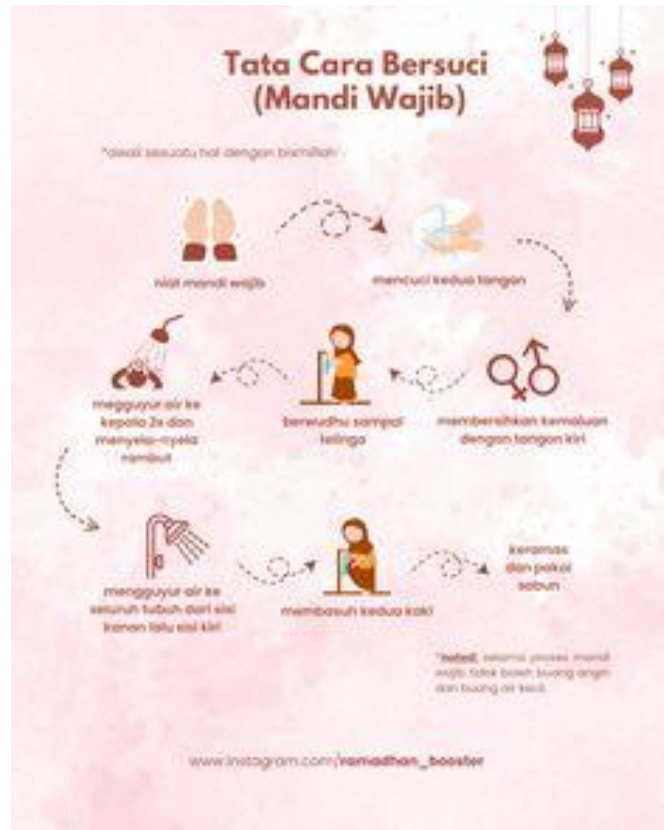 Tata Cara Bersuci
(Mandi Wajib)
"awali sesuatu hal dengan bismillah".
niat mandi wajib
mencuci kedua tangan
membersihkan kemaluan
dengan tangan kiri
berwudhu sampai
telinga
megguyur air ke
kepala 3x dan
menyela-nyela
rambut
mengguyur air ke
seluruh tubuh dari sisi
kanan lalu sisi kiri
membasuh kedua kaki
keramas
dan pakai
sabun
selama proses mandi
wajib tidak boleh buang angin
dan buang air kecil
www.instagram.com/ramadhan_booster